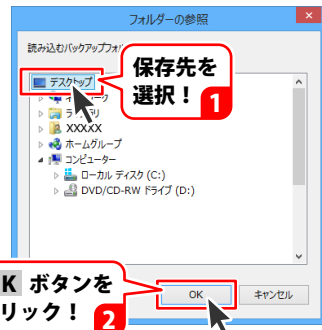 フォルダーの参照
読み込むバックアップフォ
デスクトップ
保存先を
選択！
1
XXXXX
ホームグループ
コンピューター
ローカル ディスク (C:)
DVD/CD-RW ドライブ (D:)
K ボタンを
リック！
2
OK
キャンセル